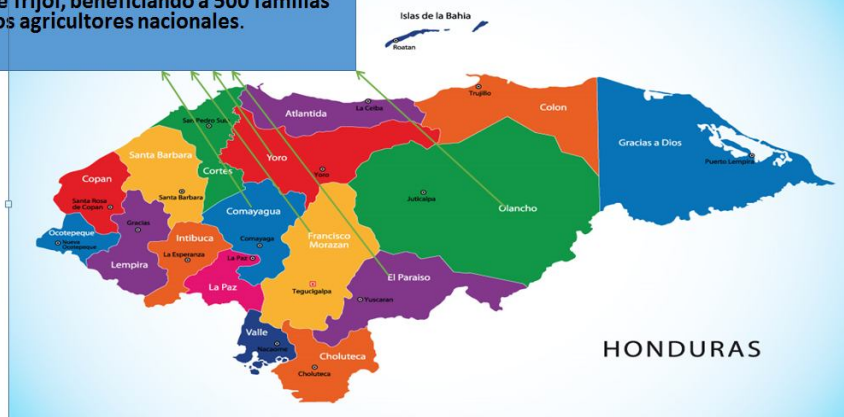 e frijol, beneficiando a 500 familias
os agricultores nacionales.
Islas de la Bahia
Roatan
Trujillo
La Ceiba
Atlantida
Colon
San Pedro Sula
Gracias a Dios
Puerto Lempira
Santa Barbara
Yoro
Yoro
Cortes
Copan
Santa Barbara
Juticalpa
Santa Rosa
de Copan
Comayagua
Olancho
Gracias
Ocotepeque
Nueva
Ocotepeque
Intibuca
Comayaga
Francisco
Morazan
La Esperanza
La Paz
Lempira
El Paraiso
La Paz
Tegucigalpa
Yuscaran
Valle
Nacaome
Choluteca
Choluteca
HONDURAS